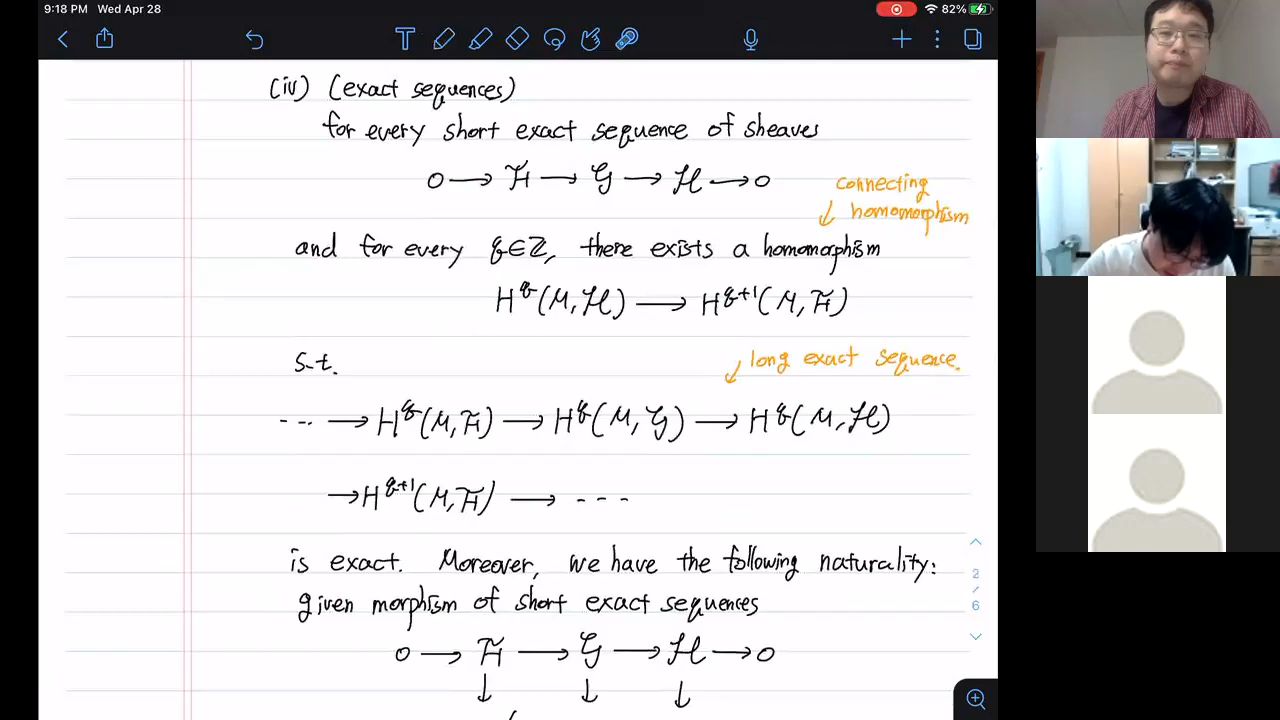 9:18 PM Wed Apr 28
82%
(iv) (exact sequences)
for every short exact sequence of sheaves
0 → ℱ → 𝒢 → ℋ → 0
connecting
↓ homomorphism
and for every q∈ℤ, there exists a homomorphism
H^q(M,ℋ) → H^{q+1}(M,ℱ)
s.t.
↓ long exact sequence.
--- → H^q(M,ℱ) → H^q(M,𝒢) → H^q(M,ℋ)
→ H^{q+1}(M,ℱ) → ---
is exact. Moreover, we have the following naturality:
given morphism of short exact sequences
0 → ℱ → 𝒢 → ℋ → 0
↓ ↓ ↓
2
/
6